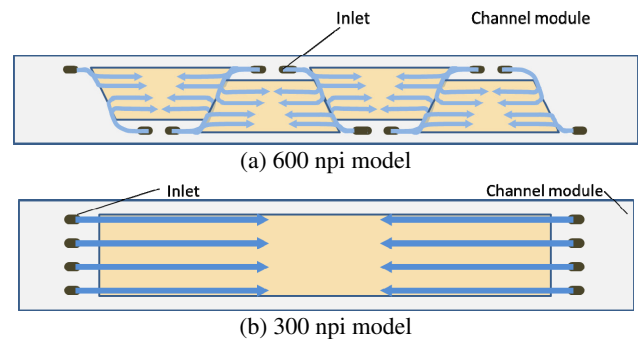 Inlet Channel module
(a) 600 npi model
Inlet Channel module
(b) 300 npi model